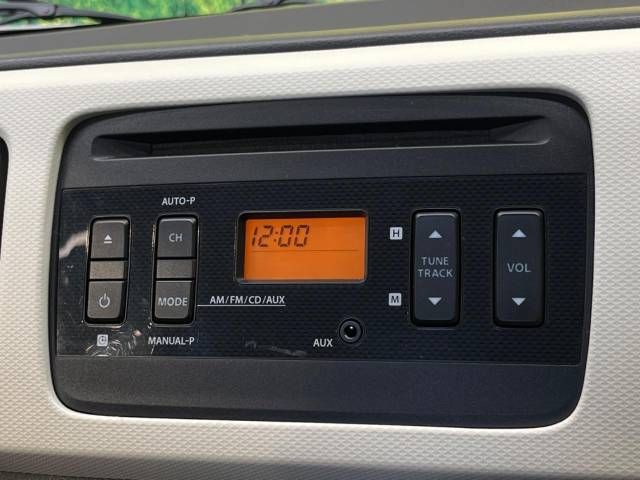 AUTO-P
CH
12:00
H
TUNE
TRACK
VOL
MODE
AM/FM/CD/AUX
M
MANUAL-P
AUX